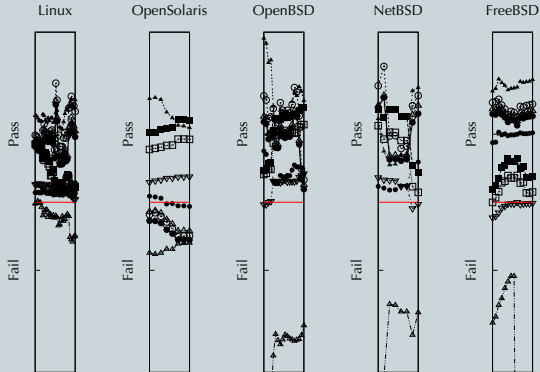 Linux
OpenSolaris
OpenBSD
NetBSD
FreeBSD
Pass
Fail
Pass
Fail
Pass
Fail
Pass
Fail
Pass
Fail